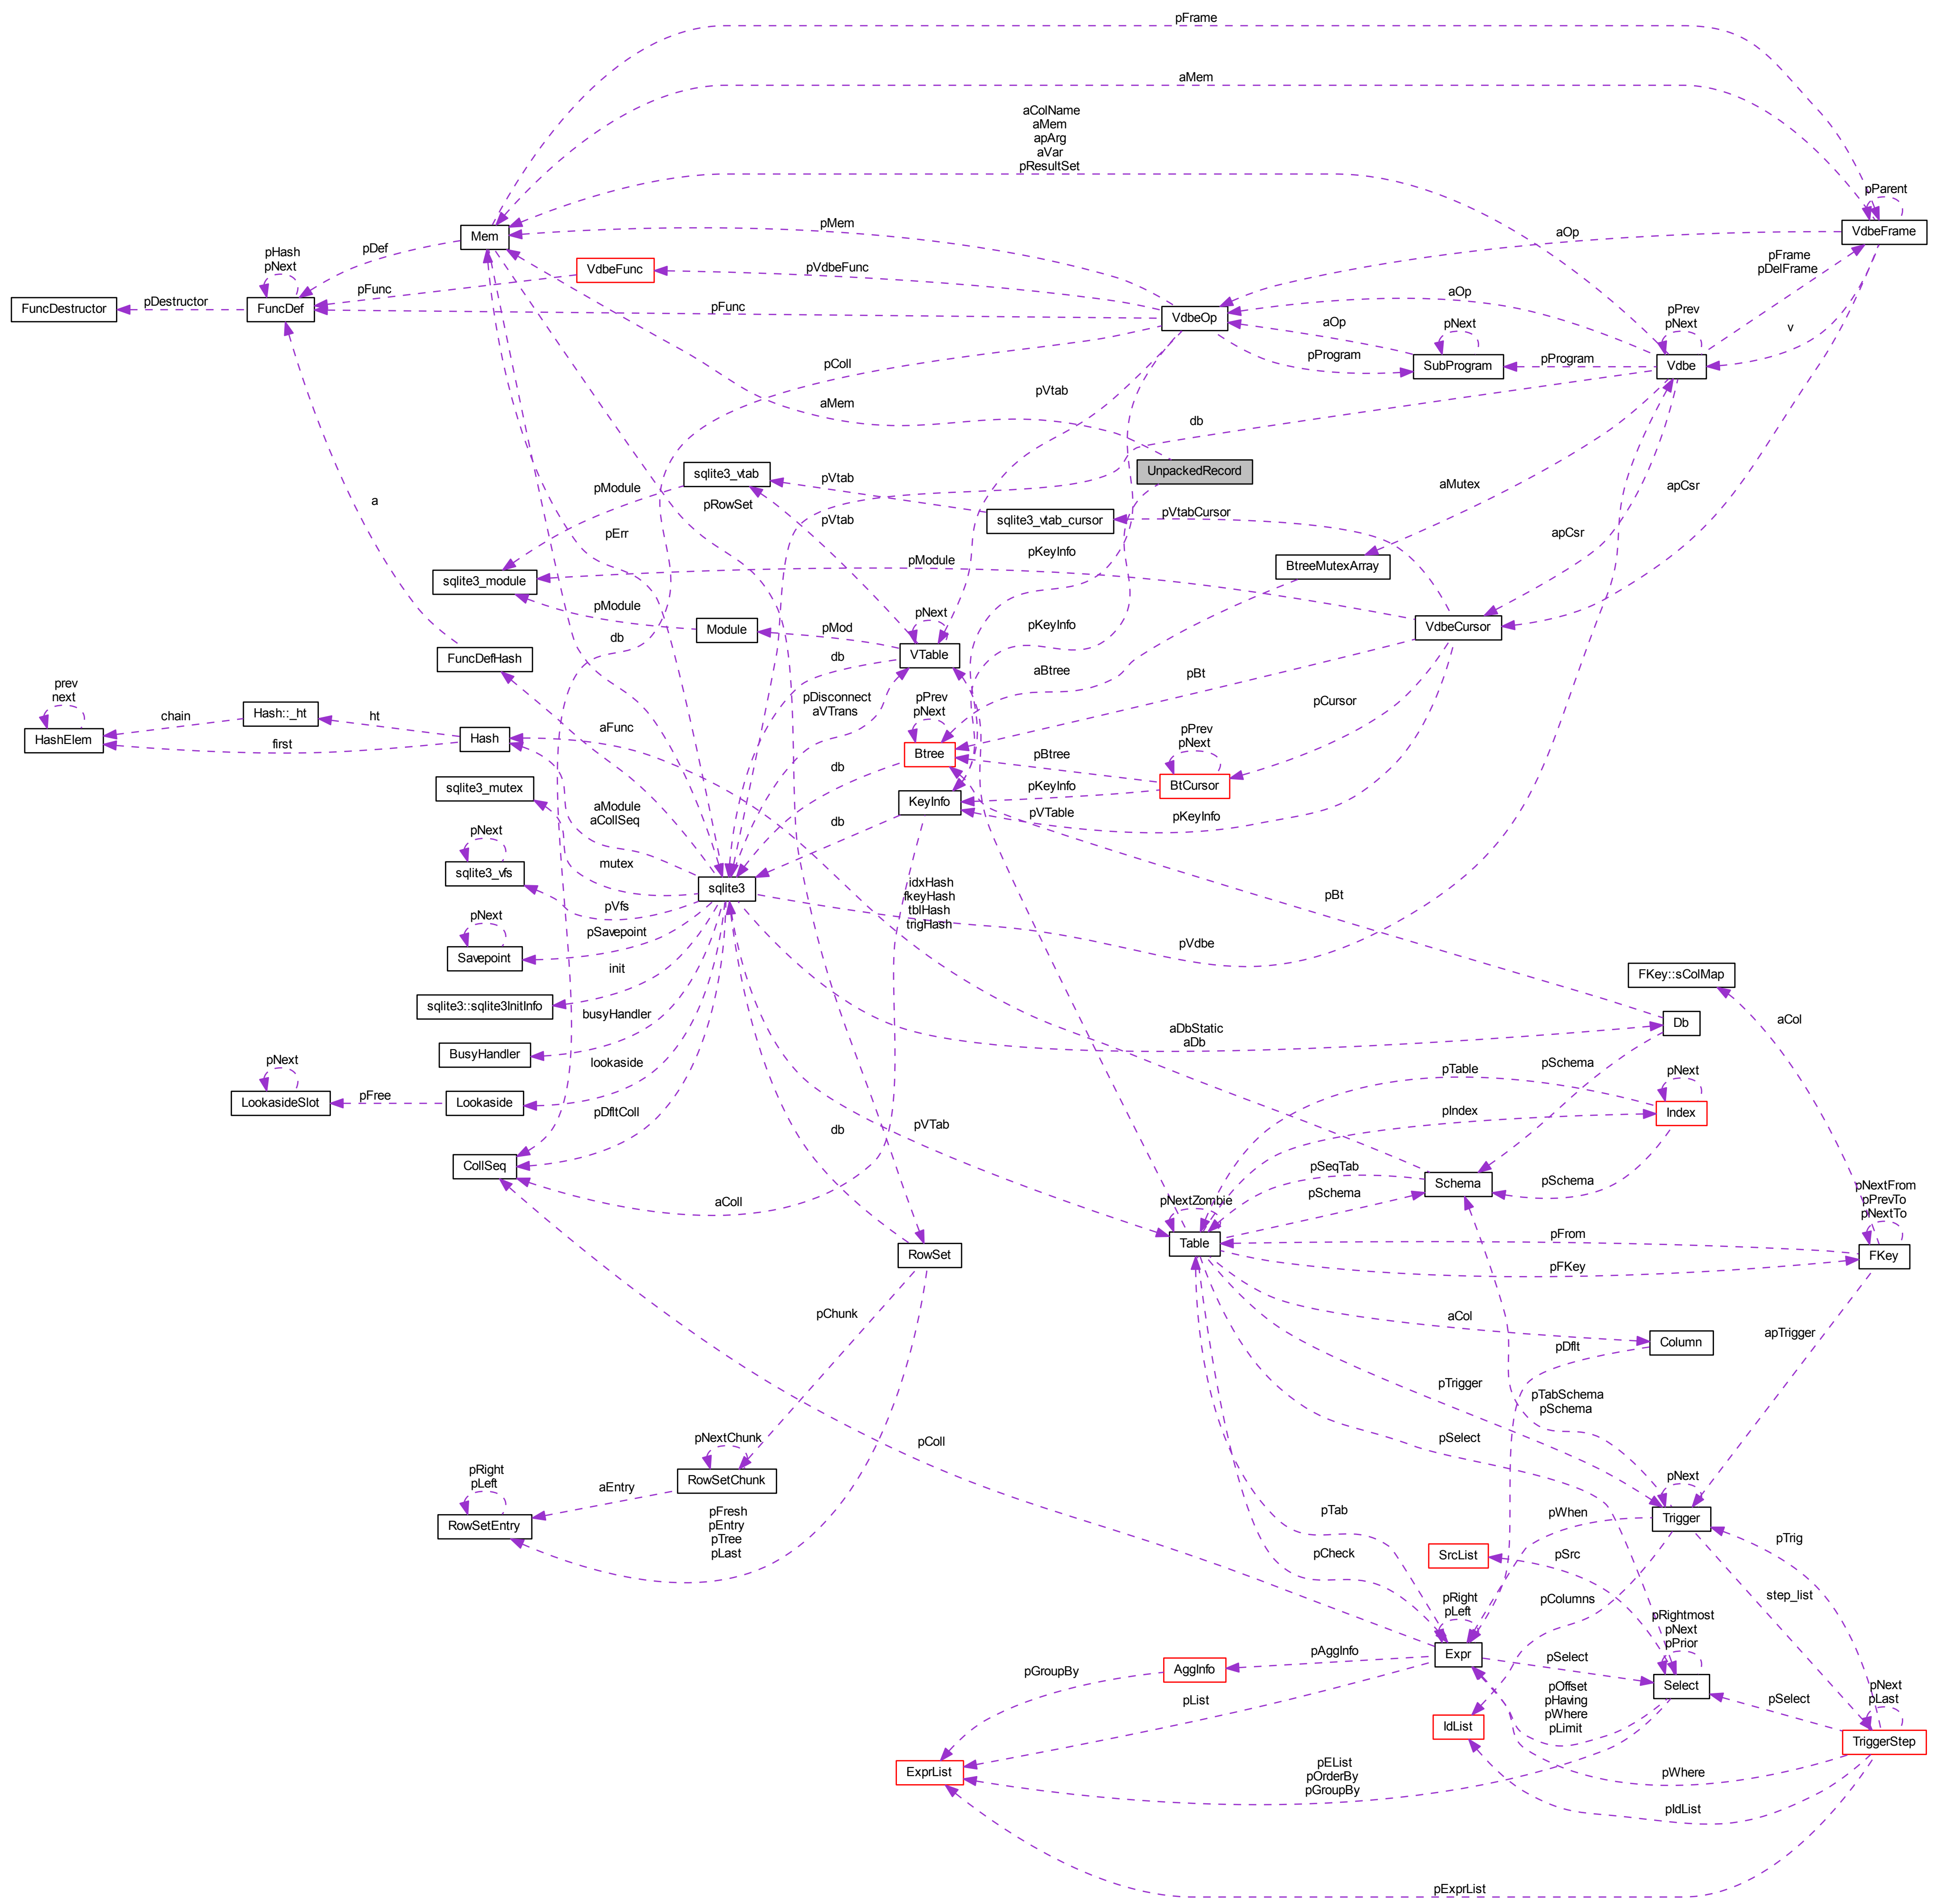 pFrame
aMem
aColName
aMem
apArg
aVar
pResultSet
pParent
VdbeFrame
Mem
pMem
aOp
pDef
pHash
pNext
VdbeFunc
pVdbeFunc
pFrame
pDelFrame
pFunc
FuncDestructor
pDestructor
FuncDef
pFunc
VdbeOp
aOp
pPrev
pNext
aOp
pNext
v
pColl
pProgram
SubProgram
pProgram
Vdbe
pVtab
aMem
db
UnpackedRecord
sqlite3_vtab
pModule
pRowSet
pVtab
aMutex
apCsr
a
pErr
pVtab
sqlite3_vtab_cursor
pVtabCursor
apCsr
pKeyInfo
sqlite3_module
pModule
BtreeMutexArray
pModule
Module
pMod
pNext
pKeyInfo
VdbeCursor
db
FuncDefHash
db
VTable
aBtree
pBt
prev
next
pDisconnect
aVTrans
pCursor
chain
Hash::_ht
ht
HashElem
first
Hash
aFunc
pPrev
pNext
pPrev
pNext
Btree
pBtree
db
sqlite3_mutex
BtCursor
pKeyInfo
KeyInfo
aModule
aCollSeq
db
pVTable
pKeyInfo
pNext
sqlite3_vfs
mutex
sqlite3
idxHash
fkeyHash
tblHash
trigHash
pBt
pVfs
pNext
pSavepoint
Savepoint
pVdbe
init
FKey::sColMap
sqlite3::sqlite3InitInfo
busyHandler
aCol
BusyHandler
aDbStatic
aDb
Db
lookaside
pNext
pSchema
pTable
pNext
LookasideSlot
pFree
Lookaside
pDfltColl
pIndex
Index
db
pVTab
CollSeq
pSeqTab
Schema
pSchema
aColl
pNextZombie
pSchema
pNextFrom
pPrevTo
pNextTo
RowSet
Table
pFrom
FKey
pFKey
pChunk
aCol
Column
pDflt
apTrigger
pTrigger
pTabSchema
pSchema
pNextChunk
pColl
pSelect
pRight
pLeft
RowSetChunk
aEntry
pNext
RowSetEntry
pFresh
pEntry
pTree
pLast
pTab
pWhen
Trigger
pTrig
pCheck
SrcList
pSrc
pColumns
step_list
pRight
pLeft
pRightmost
pNext
pPrior
pAggInfo
Expr
pSelect
pGroupBy
AggInfo
pList
Select
pOffset
pHaving
pWhere
pLimit
pSelect
pNext
pLast
IdList
TriggerStep
ExprList
pEList
pOrderBy
pGroupBy
pWhere
pIdList
pExprList